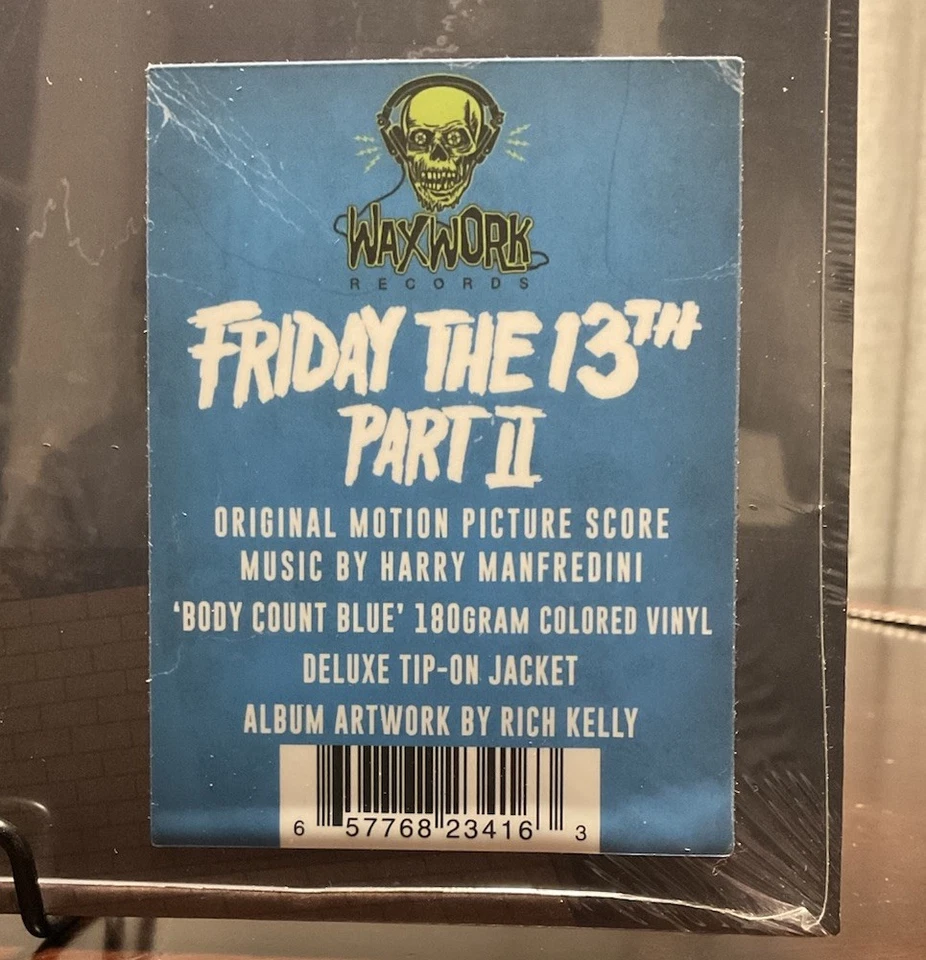 WAXWORK
RECORDS
FRIDAY THE 13TH
PART II
ORIGINAL MOTION PICTURE SCORE
MUSIC BY HARRY MANFREDINI
'BODY COUNT BLUE' 180GRAM COLORED VINYL
DELUXE TIP-ON JACKET
ALBUM ARTWORK BY RICH KELLY
6 57768 23416 3